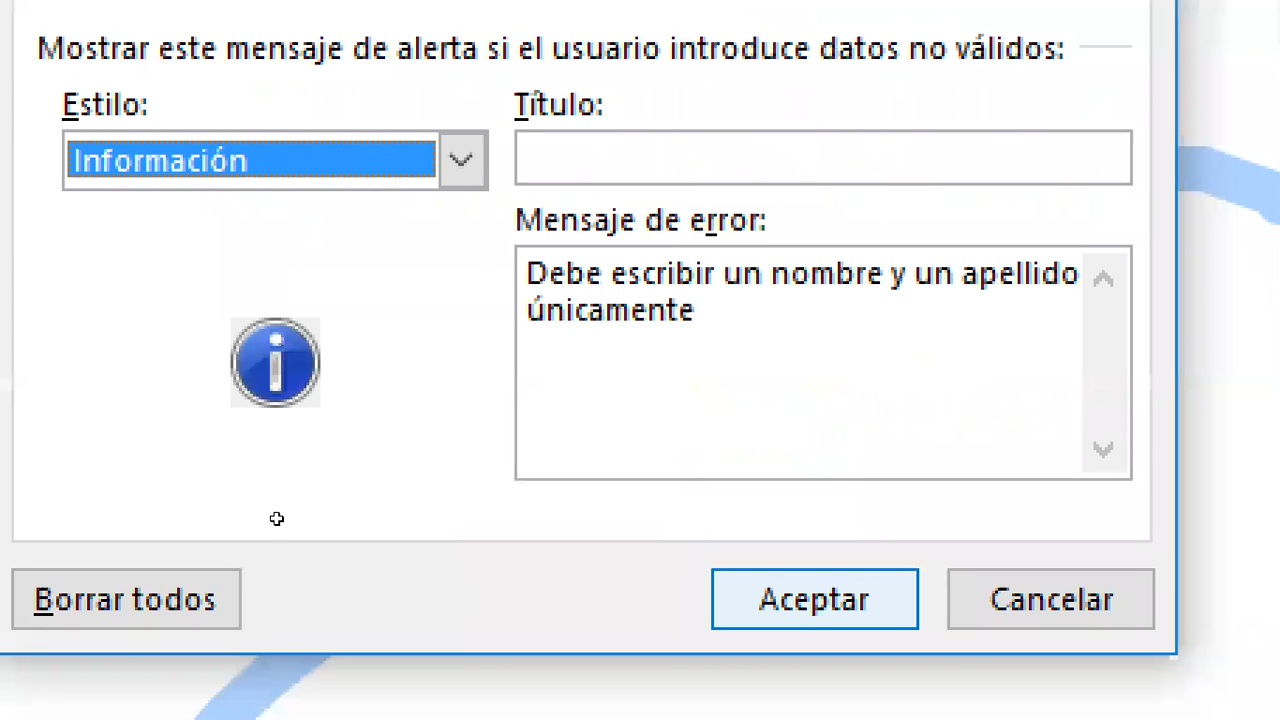 Mostrar este mensaje de alerta si el usuario introduce datos no válidos:
Estilo:
Título:
Información
Mensaje de error:
Debe escribir un nombre y un apellido
únicamente
Borrar todos
Aceptar
Cancelar